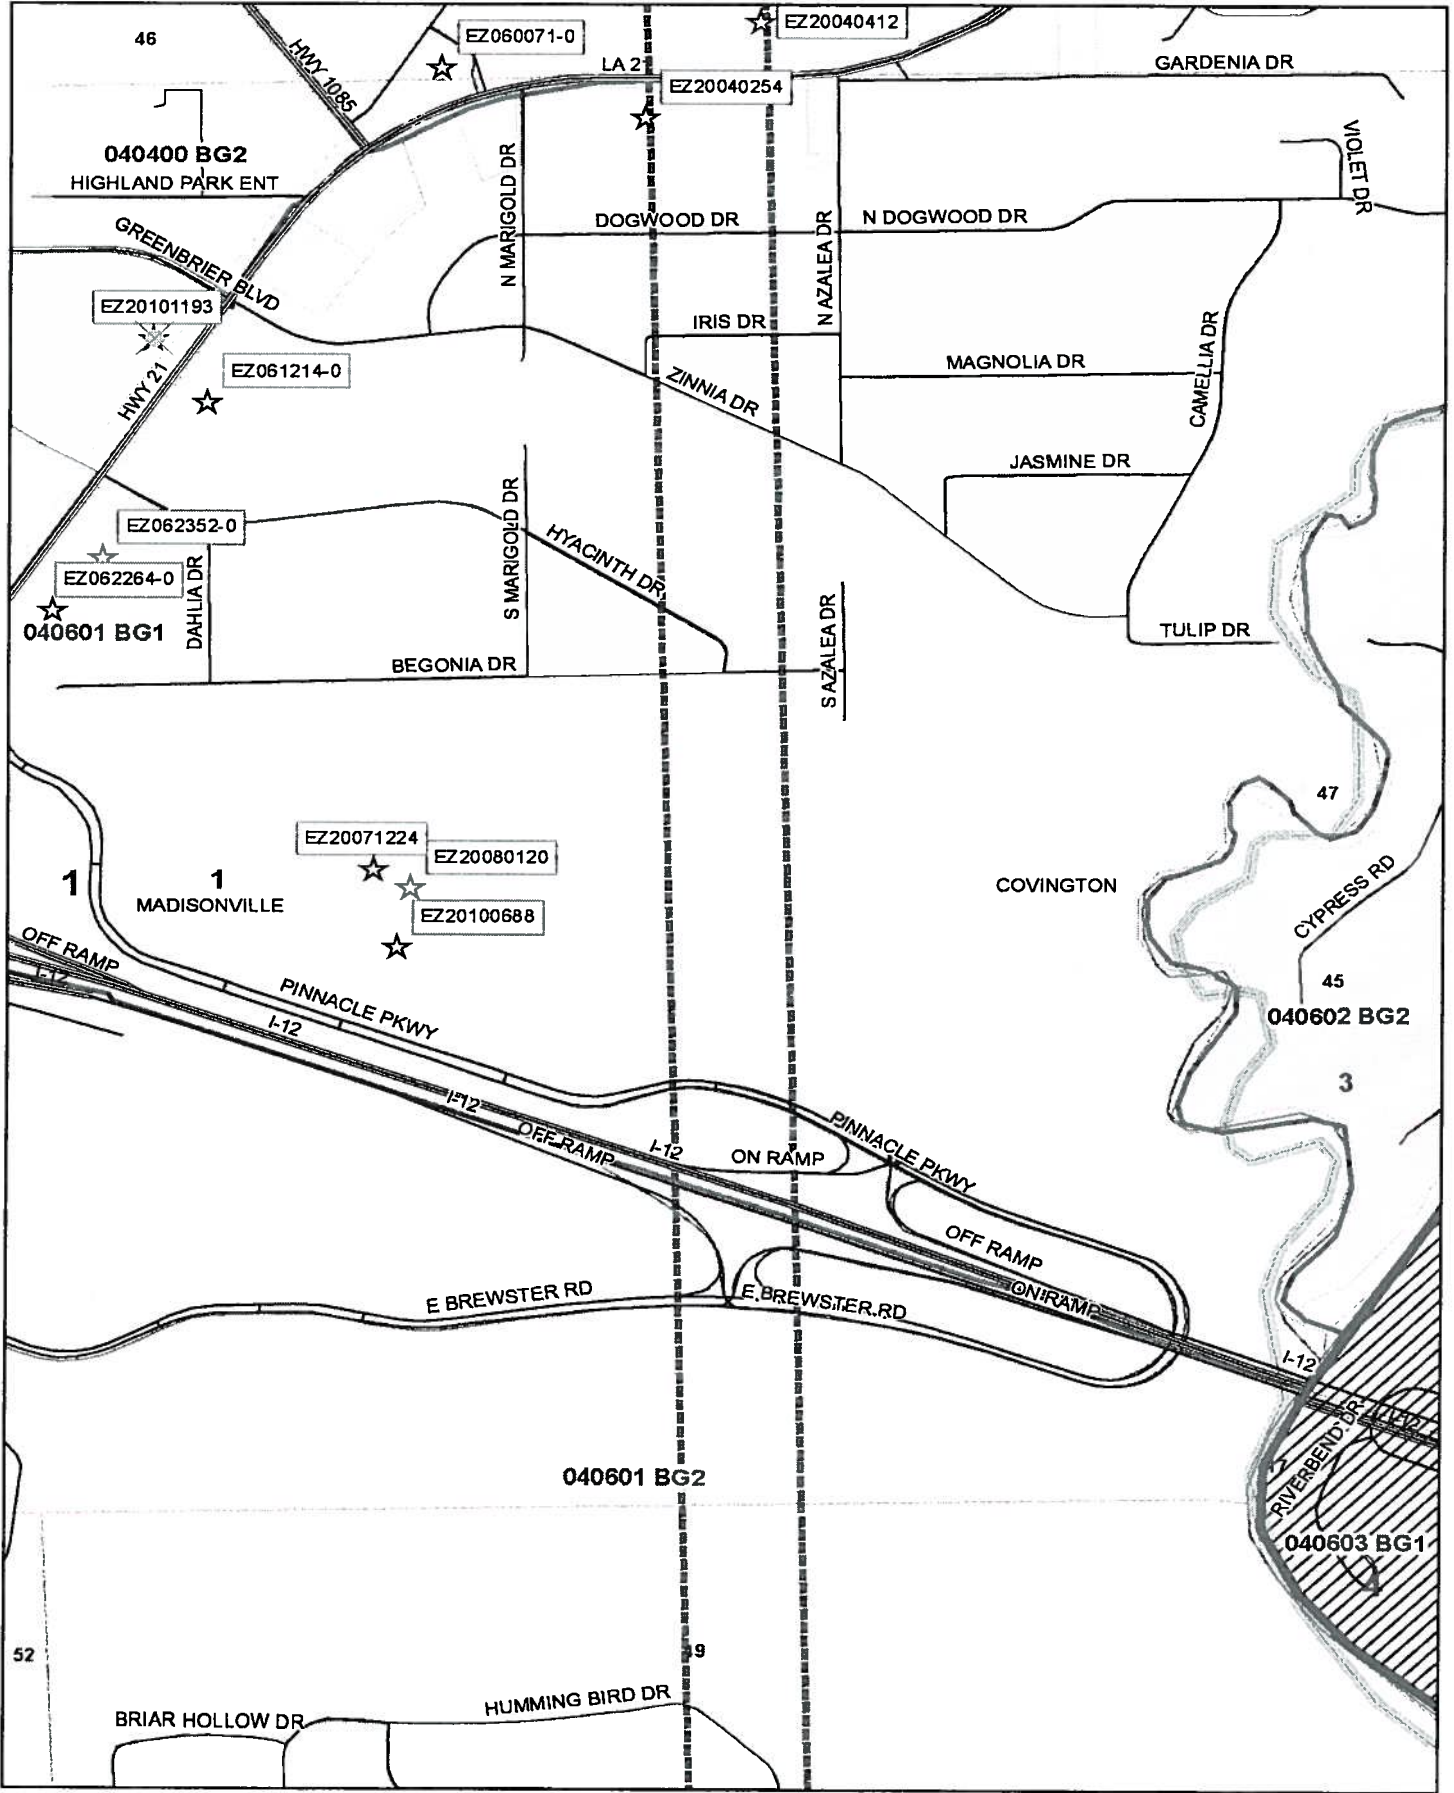 46
HWY 1085
EZ060071-0
EZ20040412
LA 21
EZ20040254
GARDENIA DR
VIOLET DR
040400 BG2
HIGHLAND PARK ENT
N MARIGOLD DR
DOGWOOD DR
N AZALEA DR
N DOGWOOD DR
GREENBRIER BLVD
EZ20101193
IRIS DR
MAGNOLIA DR
CAMELLIA DR
EZ061214-0
HWY 21
ZINNIA DR
JASMINE DR
EZ062352-0
S MARIGOLD DR
HYACINTH DR
EZ062264-0
DAHLIA DR
040601 BG1
S AZALEA DR
TULIP DR
BEGONIA DR
47
EZ20071224
EZ20080120
1
1
MADISONVILLE
COVINGTON
CYPRESS RD
EZ20100688
OFF RAMP
I-12
45
PINNACLE PKWY
I-12
040602 BG2
3
I-12
OFF RAMP
I-12
ON RAMP
PINNACLE PKWY
OFF RAMP
E BREWSTER RD
E BREWSTER RD
ON RAMP
I-12
I-12
RIVERBEND DR
040601 BG2
040603 BG1
4
52
HUMMING BIRD DR
BRIAR HOLLOW DR